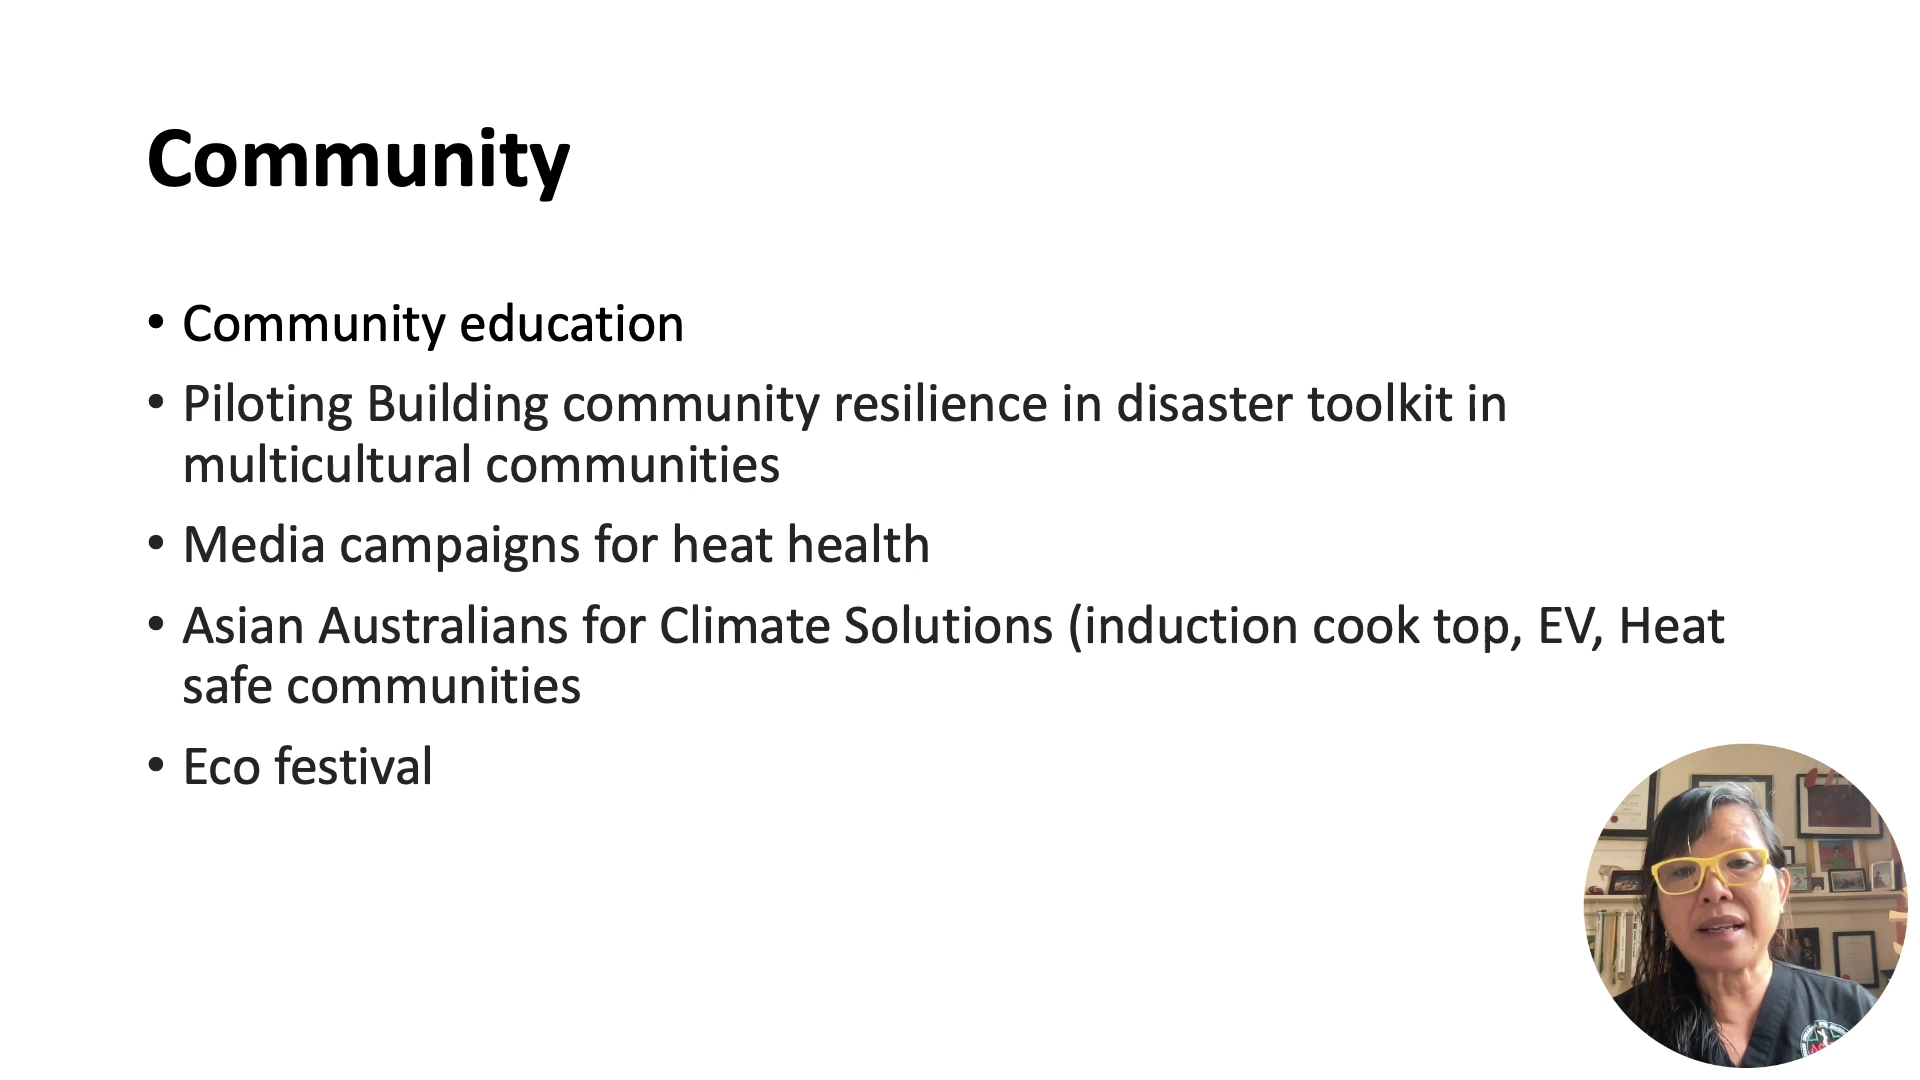 Community
• Community education
• Piloting Building community resilience in disaster toolkit in
multicultural communities
• Media campaigns for heat health
• Asian Australians for Climate Solutions (induction cook top, EV, Heat
safe communities
• Eco festival